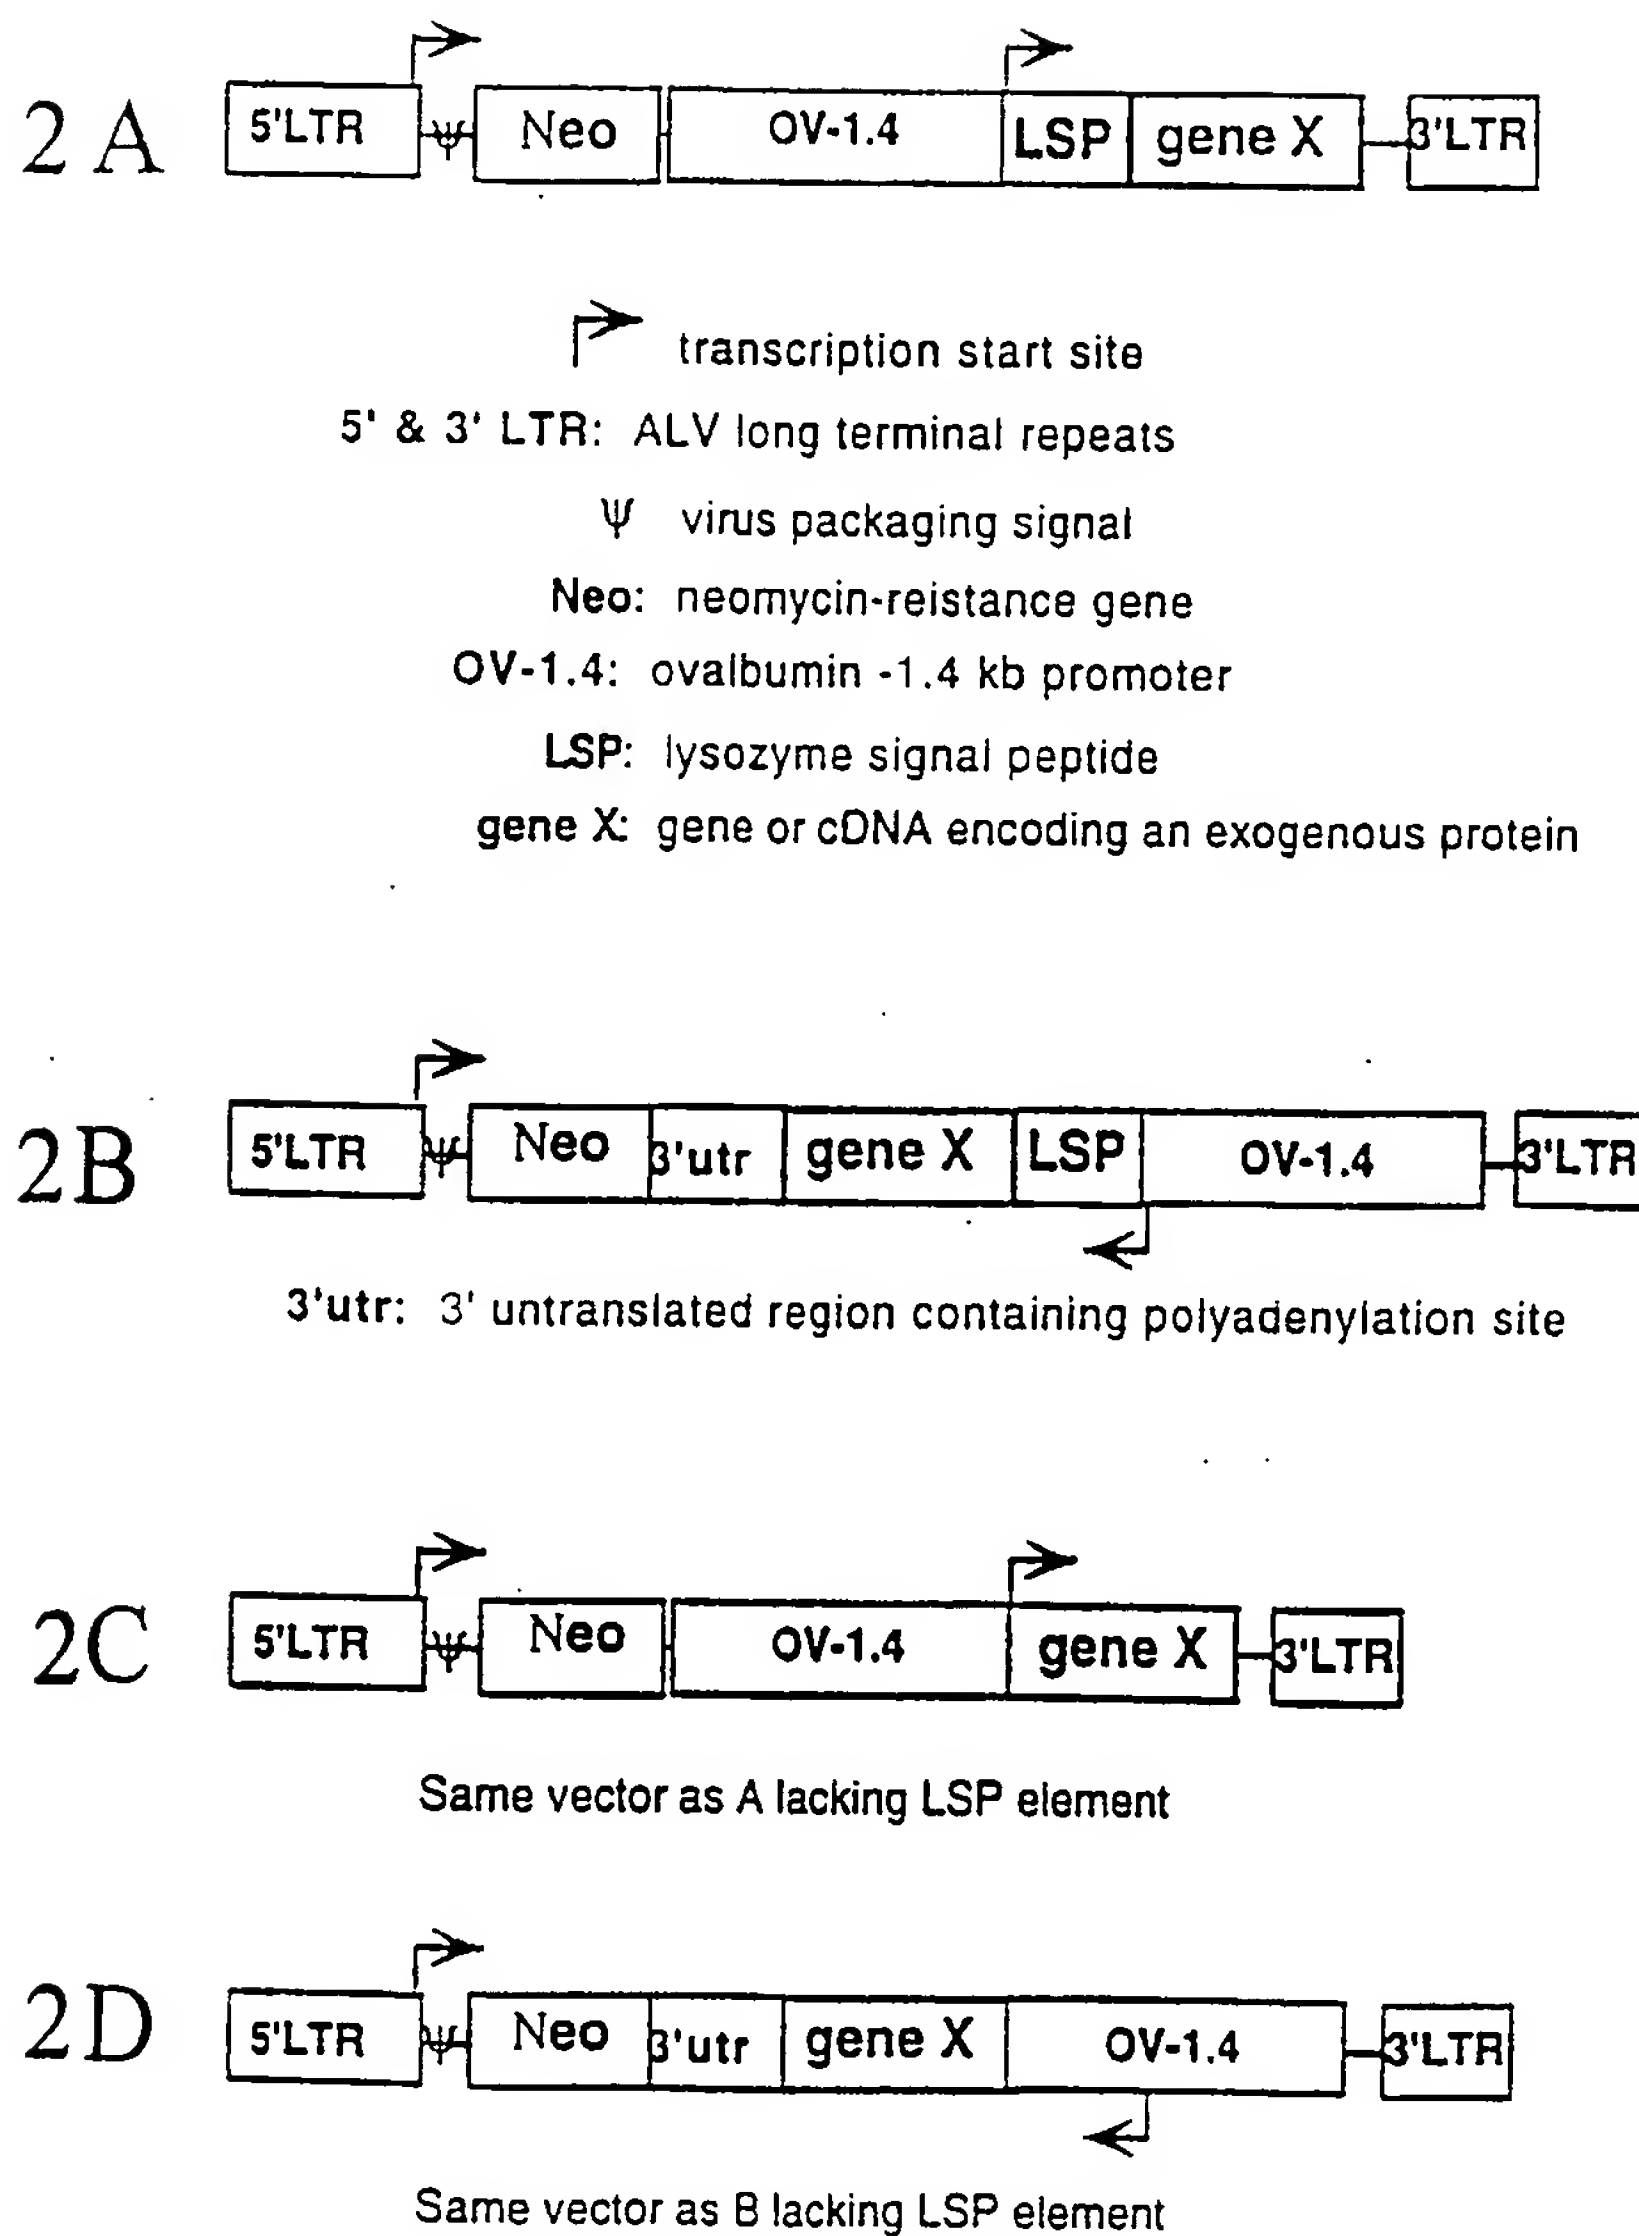 2 A 5'LTR ψ Neo OV-1.4 LSP gene X 3'LTR
transcription start site
5' & 3' LTR: ALV long terminal repeats
ψ virus packaging signal
Neo: neomycin-reistance gene
OV-1.4: ovalbumin -1.4 kb promoter
LSP: lysozyme signal peptide
gene X: gene or cDNA encoding an exogenous protein
2B 5'LTR ψ Neo 3'utr gene X LSP OV-1.4 3'LTR
3'utr: 3' untranslated region containing polyadenylation site
2C 5'LTR ψ Neo OV-1.4 gene X 3'LTR
Same vector as A lacking LSP element
2D 5'LTR ψ Neo 3'utr gene X OV-1.4 3'LTR
Same vector as B lacking LSP element